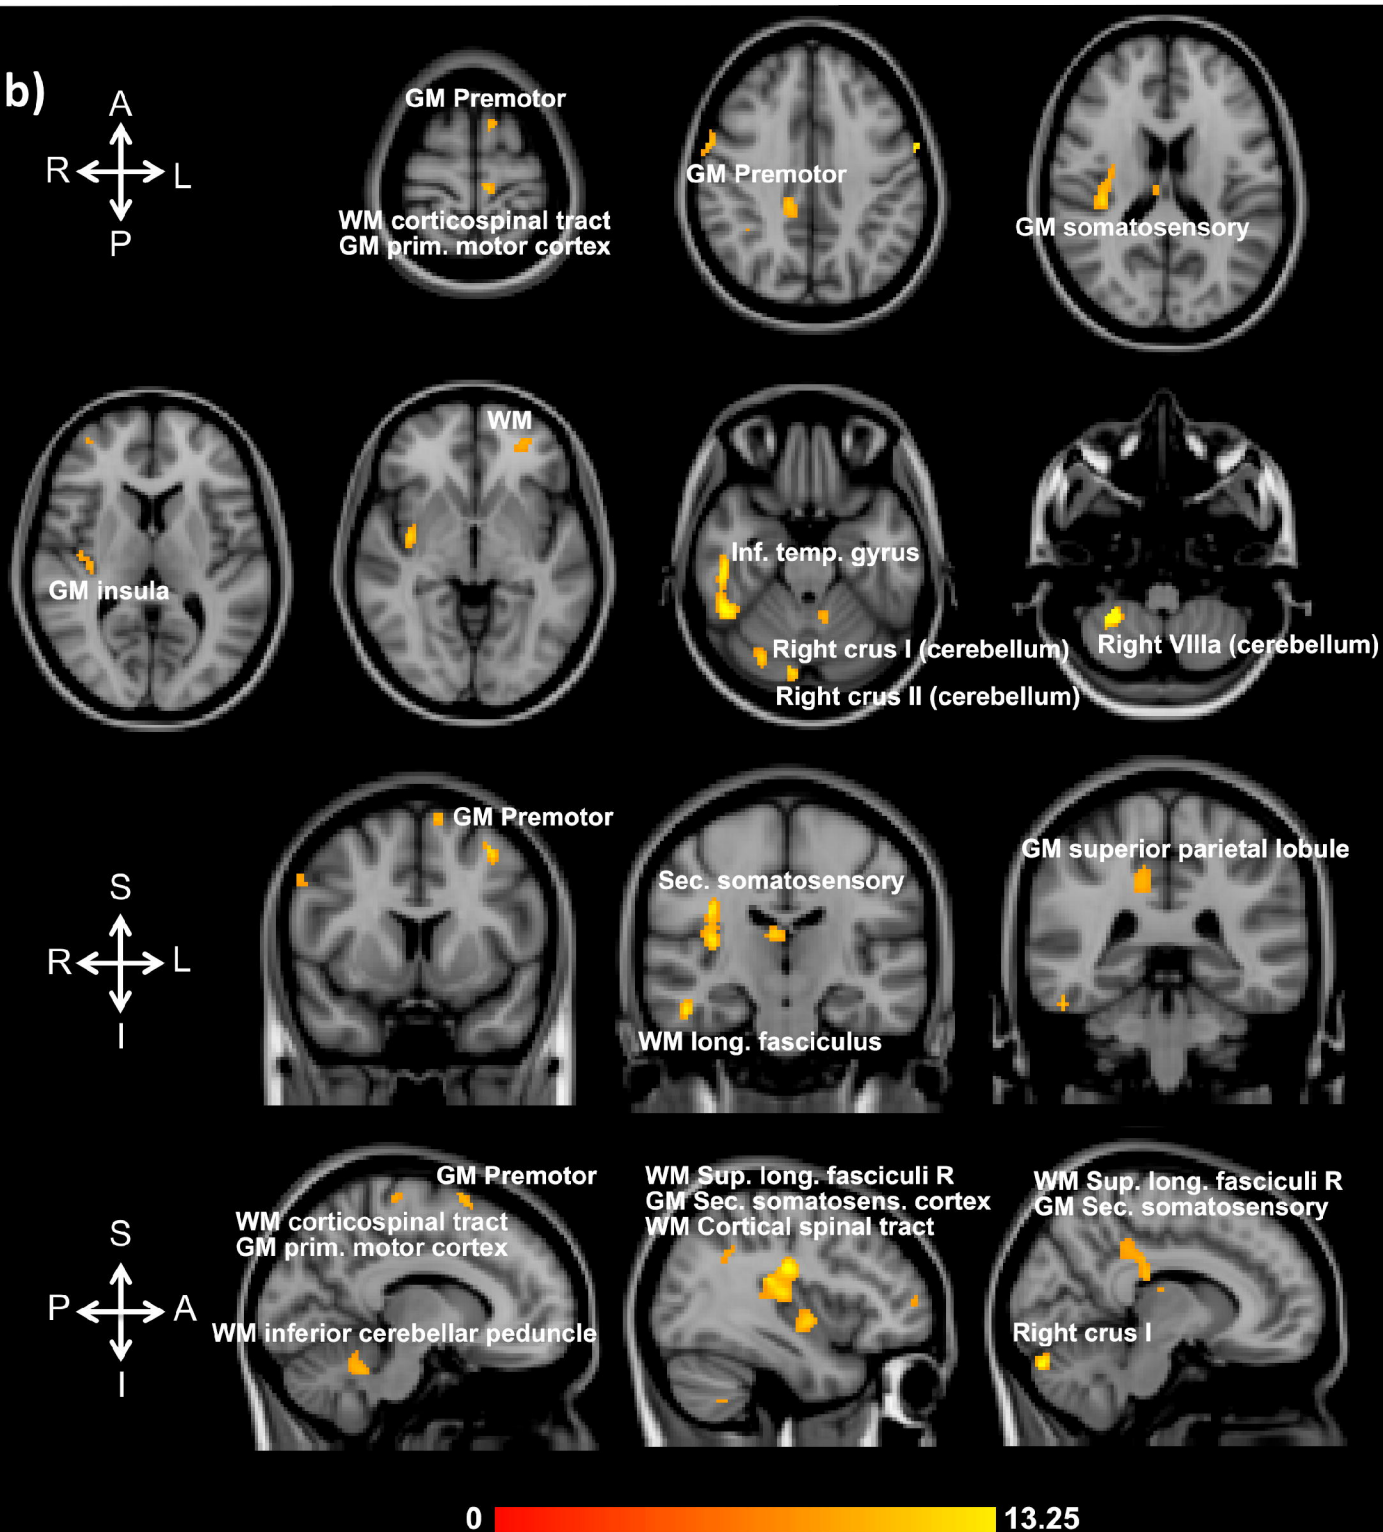 b)
A
R
L
P
GM Premotor
WM corticospinal tract
GM prim. motor cortex
GM Premotor
GM somatosensory
GM insula
WM
Inf. temp. gyrus
Right crus I (cerebellum)
Right crus II (cerebellum)
Right VIIIa (cerebellum)
S
R
L
I
GM Premotor
Sec. somatosensory
WM long. fasciculus
GM superior parietal lobule
S
P
A
I
GM Premotor
WM corticospinal tract
GM prim. motor cortex
WM inferior cerebellar peduncle
WM Sup. long. fasciculi R
GM Sec. somatosens. cortex
WM Cortical spinal tract
WM Sup. long. fasciculi R
GM Sec. somatosensory
Right crus I
0
13.25